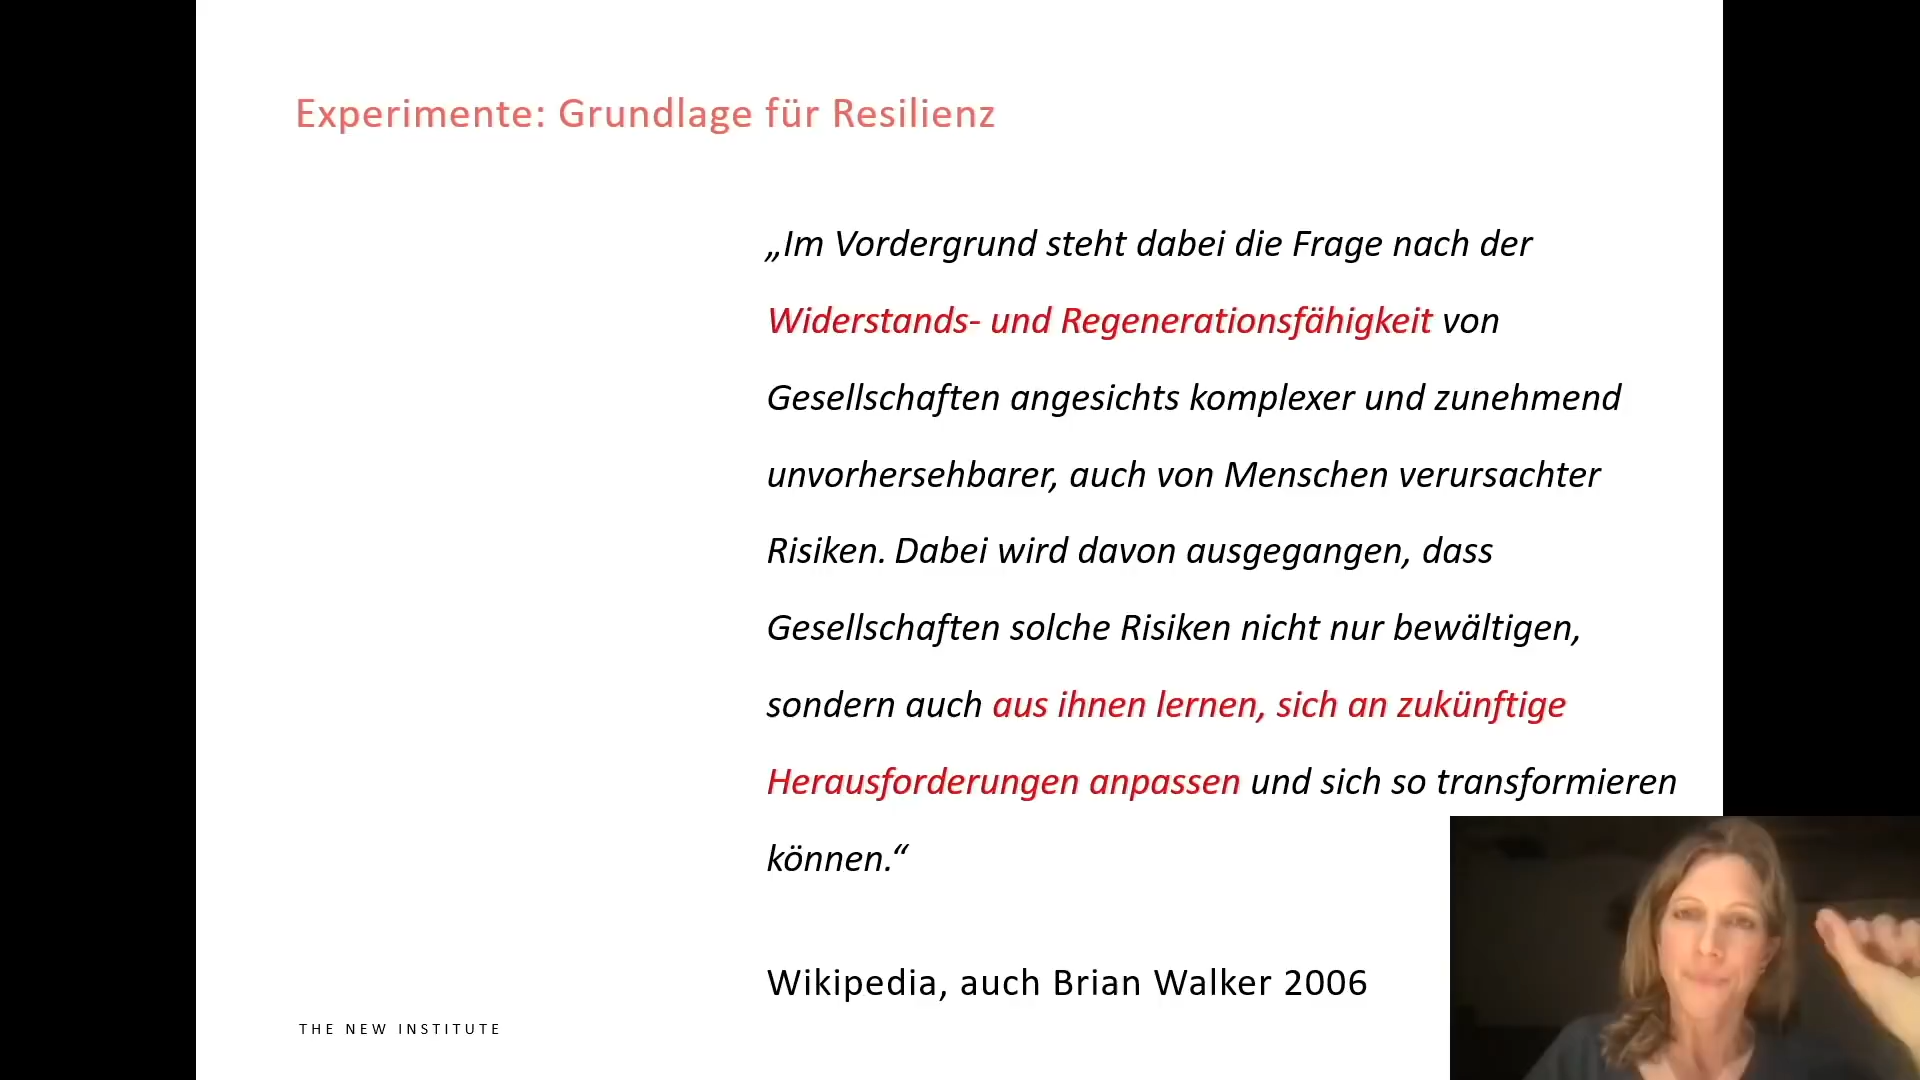 Experimente: Grundlage für Resilienz
„Im Vordergrund steht dabei die Frage nach der
Widerstands- und Regenerationsfähigkeit von
Gesellschaften angesichts komplexer und zunehmend
unvorhersehbarer, auch von Menschen verursachter
Risiken. Dabei wird davon ausgegangen, dass
Gesellschaften solche Risiken nicht nur bewältigen,
sondern auch aus ihnen lernen, sich an zukünftige
Herausforderungen anpassen und sich so transformieren
können.“
Wikipedia, auch Brian Walker 2006
THE NEW INSTITUTE